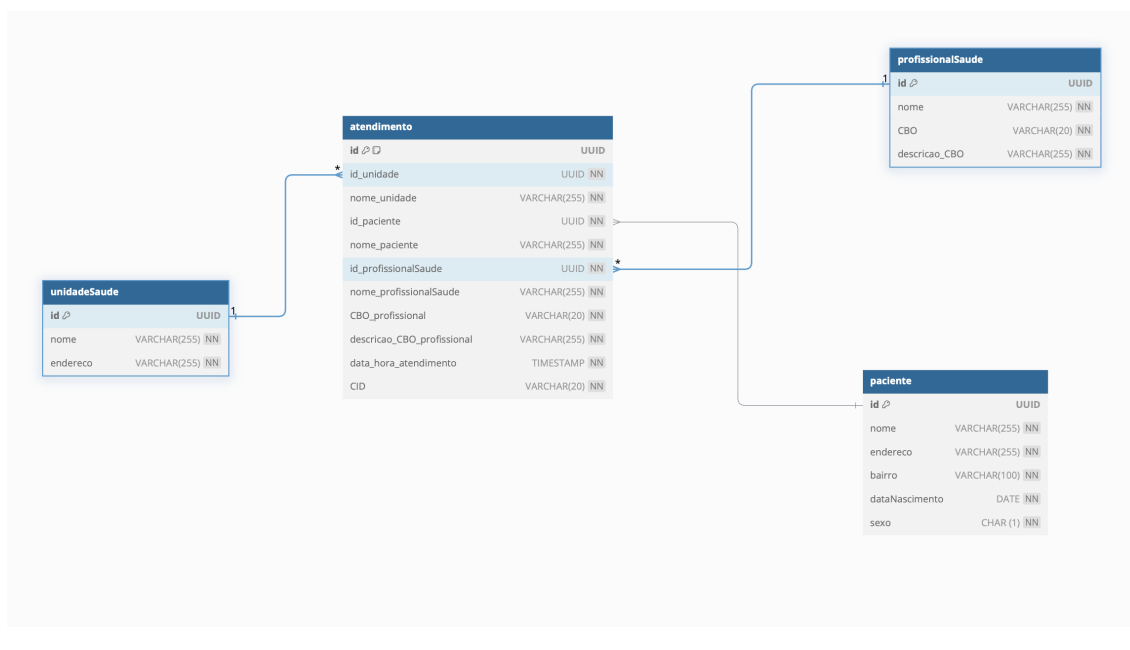 profissionalSaude
id UUID
nome VARCHAR(255) NN
CBO VARCHAR(20) NN
descricao_CBO VARCHAR(255) NN
1
atendimento
id UUID
id_unidade UUID NN
nome_unidade VARCHAR(255) NN
id_paciente UUID NN
nome_paciente VARCHAR(255) NN
id_profissionalSaude UUID NN
nome_profissionalSaude VARCHAR(255) NN
CBO_profissional VARCHAR(20) NN
descricao_CBO_profissional VARCHAR(255) NN
data_hora_atendimento TIMESTAMP NN
CID VARCHAR(20) NN
*
*
unidadeSaude
id UUID
nome VARCHAR(255) NN
endereco VARCHAR(255) NN
1
paciente
id UUID
nome VARCHAR(255) NN
endereco VARCHAR(255) NN
bairro VARCHAR(100) NN
dataNascimento DATE NN
sexo CHAR (1) NN